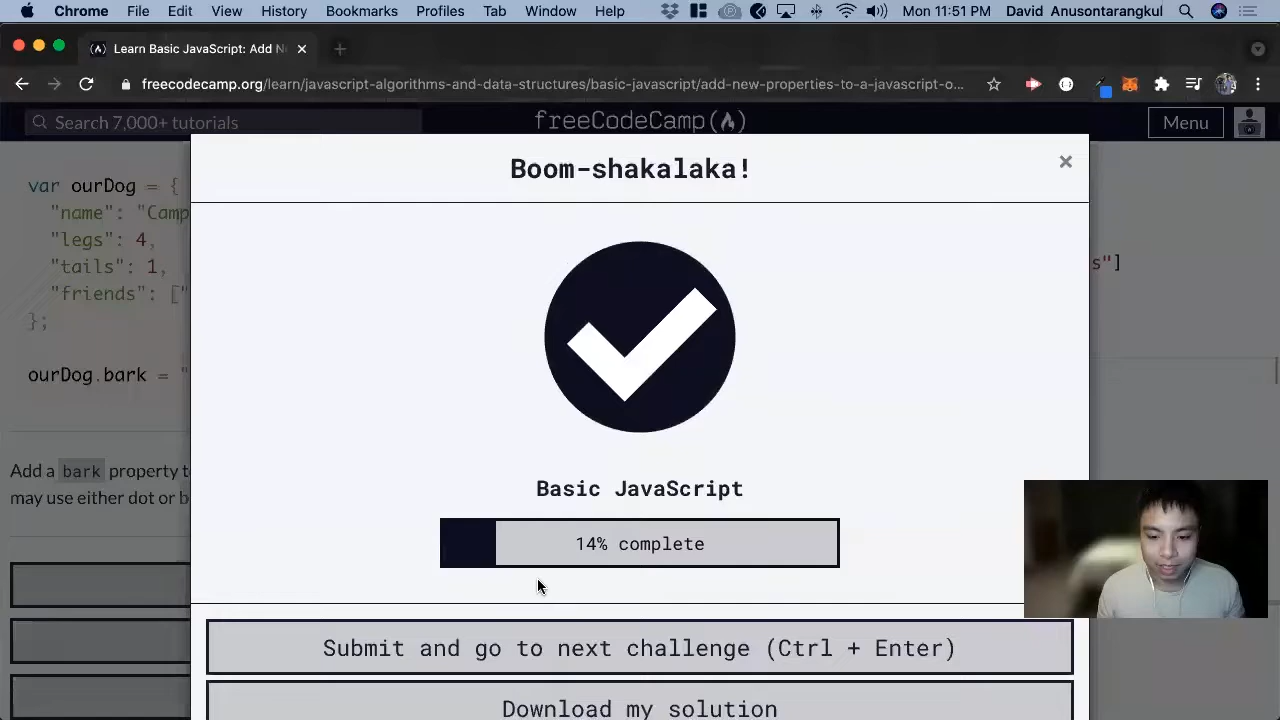 Chrome File Edit View History Bookmarks Profiles Tab Window Help Mon 11:51 PM David Anusontarangkul
Learn Basic JavaScript: Add N
freecodecamp.org/learn/javascript-algorithms-and-data-structures/basic-javascript/add-new-properties-to-a-javascript-o...
Search 7,000+ tutorials
freeCodeCamp
Menu
Boom-shakalaka!
var ourDog = {
"name": "Camp
"legs": 4,
"tails": 1,
"friends": ["
};
ourDog.bark = "
s"]
Add a bark property t
may use either dot or b
Basic JavaScript
14% complete
Submit and go to next challenge (Ctrl + Enter)
Download my solution